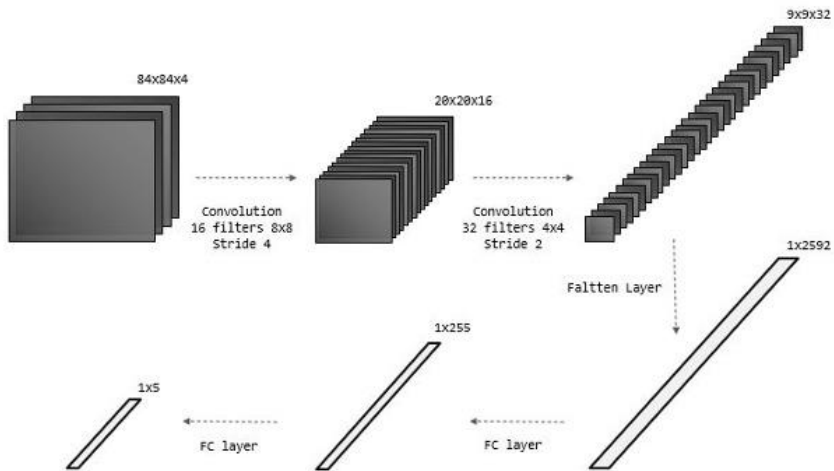 84x84x4
20x20x16
9x9x32
Convolution
16 filters 8x8
Stride 4
Convolution
32 filters 4x4
Stride 2
Faltten Layer
1x2592
1x255
1x5
FC layer
FC layer